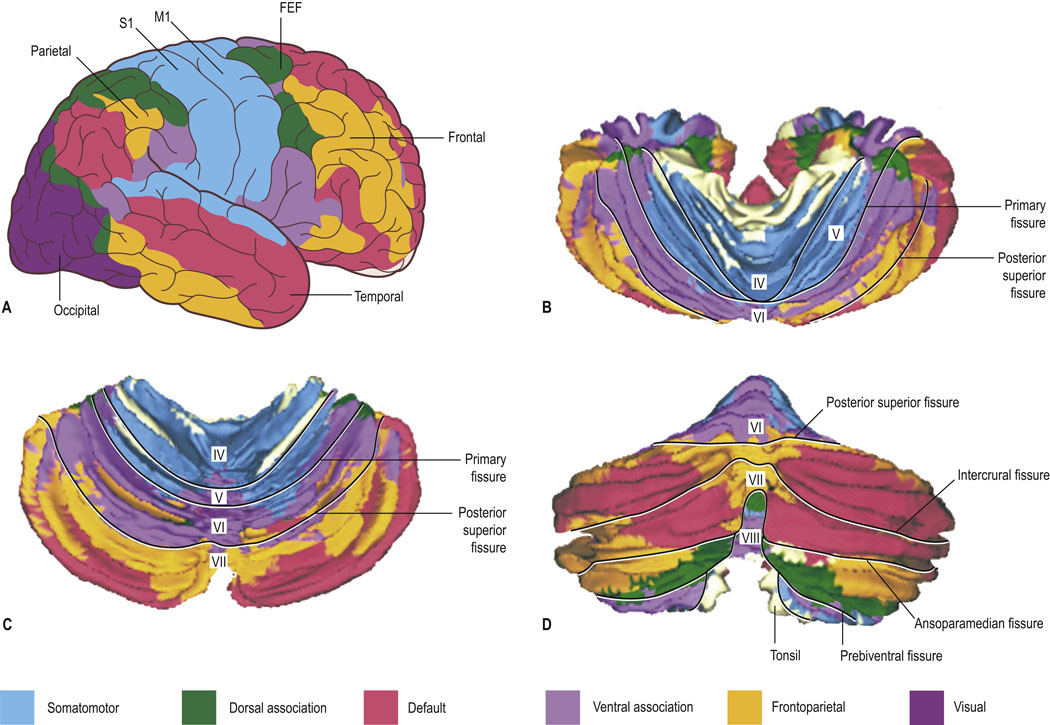 FEF
M1
S1
Parietal
Frontal
Temporal
Occipital
A
Primary
fissure
V
Posterior
superior
fissure
IV
VI
B
IV
Primary
fissure
V
Posterior
superior
fissure
VI
VII
C
Posterior superior fissure
VI
Intercrural fissure
VII
VIII
Ansoparamedian fissure
Tonsil
Prebiventral fissure
D
Somatomotor
Dorsal association
Default
Ventral association
Frontoparietal
Visual